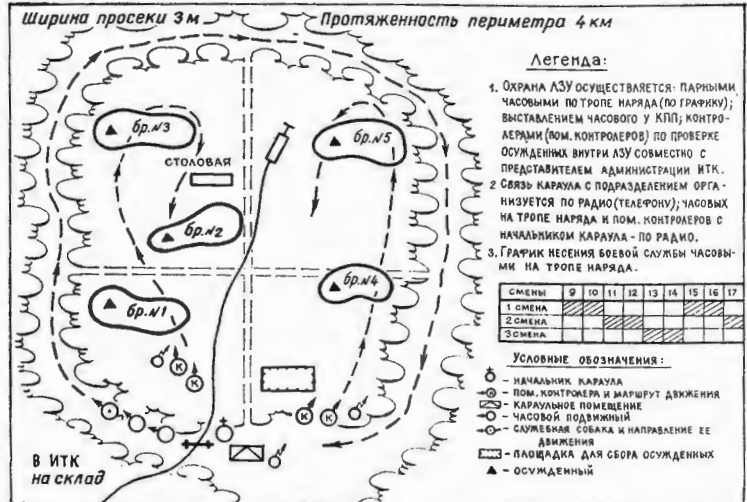 Ширина просеки 3 м
Протяженность периметра 4 км
бр.№3
СТОЛОВАЯ
бр.№5
бр.№2
бр.№1
бр.№4
К
К
К
К
К
В ИТК
на склад
Легенда:
1. ОХРАНА ЛЗУ ОСУЩЕСТВЛЯЕТСЯ: ПАРНЫМИ
ЧАСОВЫМИ ПО ТРОПЕ НАРЯДА (ПО ГРАФИКУ);
ВЫСТАВЛЕНИЕМ ЧАСОВОГО У КПП; КОНТРО-
ЛЕРАМИ (ПОМ. КОНТРОЛЕРОВ) ПО ПРОВЕРКЕ
ОСУЖДЕННЫХ ВНУТРИ ЛЗУ СОВМЕСТНО С
ПРЕДСТАВИТЕЛЕМ АДМИНИСТРАЦИИ ИТК.
2 СВЯЗЬ КАРАУЛА С ПОДРАЗДЕЛЕНИЕМ ОРГА-
НИЗУЕТСЯ ПО РАДИО (ТЕЛЕФОНУ); ЧАСОВЫХ
НА ТРОПЕ НАРЯДА И ПОМ. КОНТРОЛЕРОВ С
НАЧАЛЬНИКОМ КАРАУЛА - ПО РАДИО.
3. ГРАФИК НЕСЕНИЯ БОЕВОЙ СЛУЖБЫ ЧАСОВЫ-
МИ НА ТРОПЕ НАРЯДА.
СМЕНЫ 9 10 11 12 13 14 15 16 17
1 СМЕНА
2 СМЕНА
3 СМЕНА
УСЛОВНЫЕ ОБОЗНАЧЕНИЯ:
- НАЧАЛЬНИК КАРАУЛА
К - ПОМ. КОНТРОЛЕРА И МАРШРУТ ДВИЖЕНИЯ
- КАРАУЛЬНОЕ ПОМЕЩЕНИЕ
- ЧАСОВОЙ ПОДВИЖНЫЙ
- СЛУЖЕБНАЯ СОБАКА И НАПРАВЛЕНИЕ ЕЕ
ДВИЖЕНИЯ
- ПЛОЩАДКА ДЛЯ СБОРА ОСУЖДЕННЫХ
- ОСУЖДЕННЫЙ